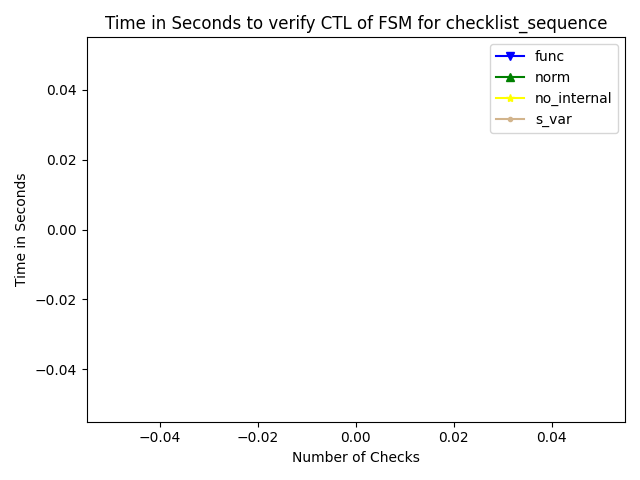 Time in Seconds to verify CTL of FSM for checklist_sequence
func
norm
no_internal
s_var
0.04
0.02
0.00
−0.02
−0.04
Time in Seconds
−0.04
−0.02
0.00
0.02
0.04
Number of Checks